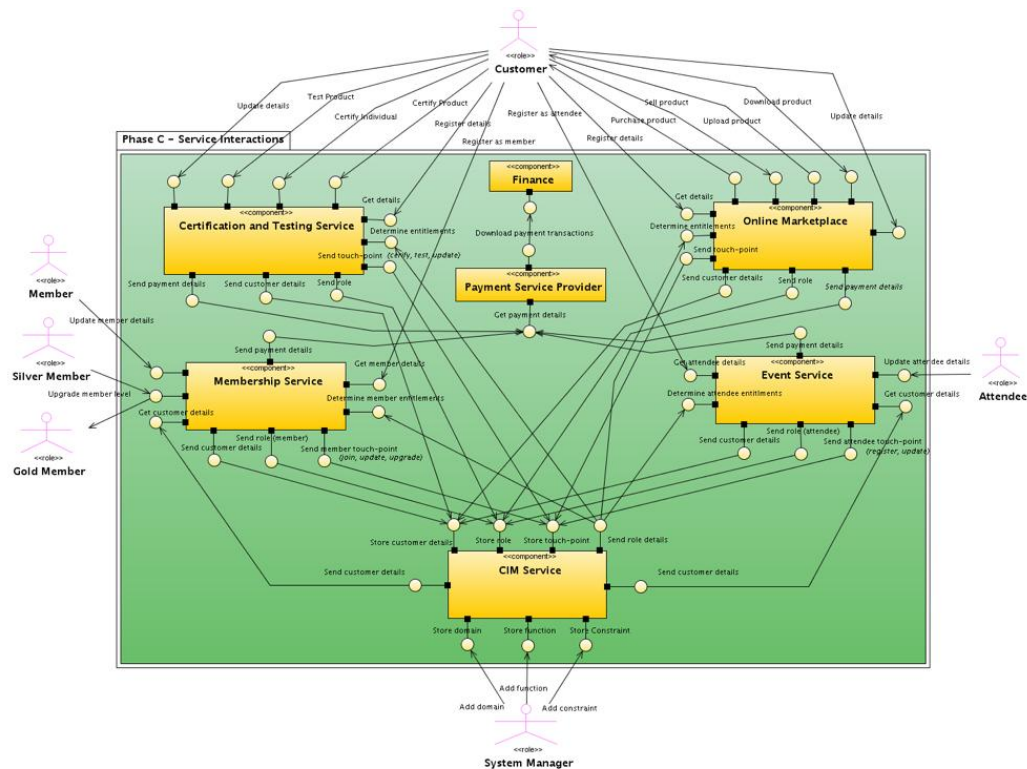 <<role>>
Customer
Update details
Test Product
Certify Individual
Certify Product
Register details
Register as member
Register as attendee
Register details
Purchase product
Sell product
Upload product
Download product
Update details
Phase C - Service Interactions
<<component>>
Finance
Download payment transactions
<<component>>
Payment Service Provider
Get payment details
<<component>>
Certification and Testing Service
Get details
Determine entitlements
Send touch-point (cerify, test, update)
Send payment details
Send customer details
Send role
<<component>>
Online Marketplace
Get details
Determine entitlements
Send touch-point
Send customer details
Send role
Send payment details
<<role>>
Member
Update member details
<<role>>
Silver Member
Upgrade member level
<<role>>
Gold Member
Send payment details
<<component>>
Membership Service
Get member details
Determine member entitlements
Get customer details
Send customer details
Send role (member)
Send member touch-point
(join, update, upgrade)
Send payment details
<<component>>
Event Service
Get attendee details
Determine attendee entitlments
Update attendee details
Get customer details
Send customer details
Send role (attendee)
Send attendee touch-point
(register, update)
<<role>>
Attendee
Store customer details
Store role
Store touch-point
Send role details
<<component>>
CIM Service
Send customer details
Send customer details
Store domain
Store function
Store Constraint
Add domain
Add function
Add constraint
<<role>>
System Manager